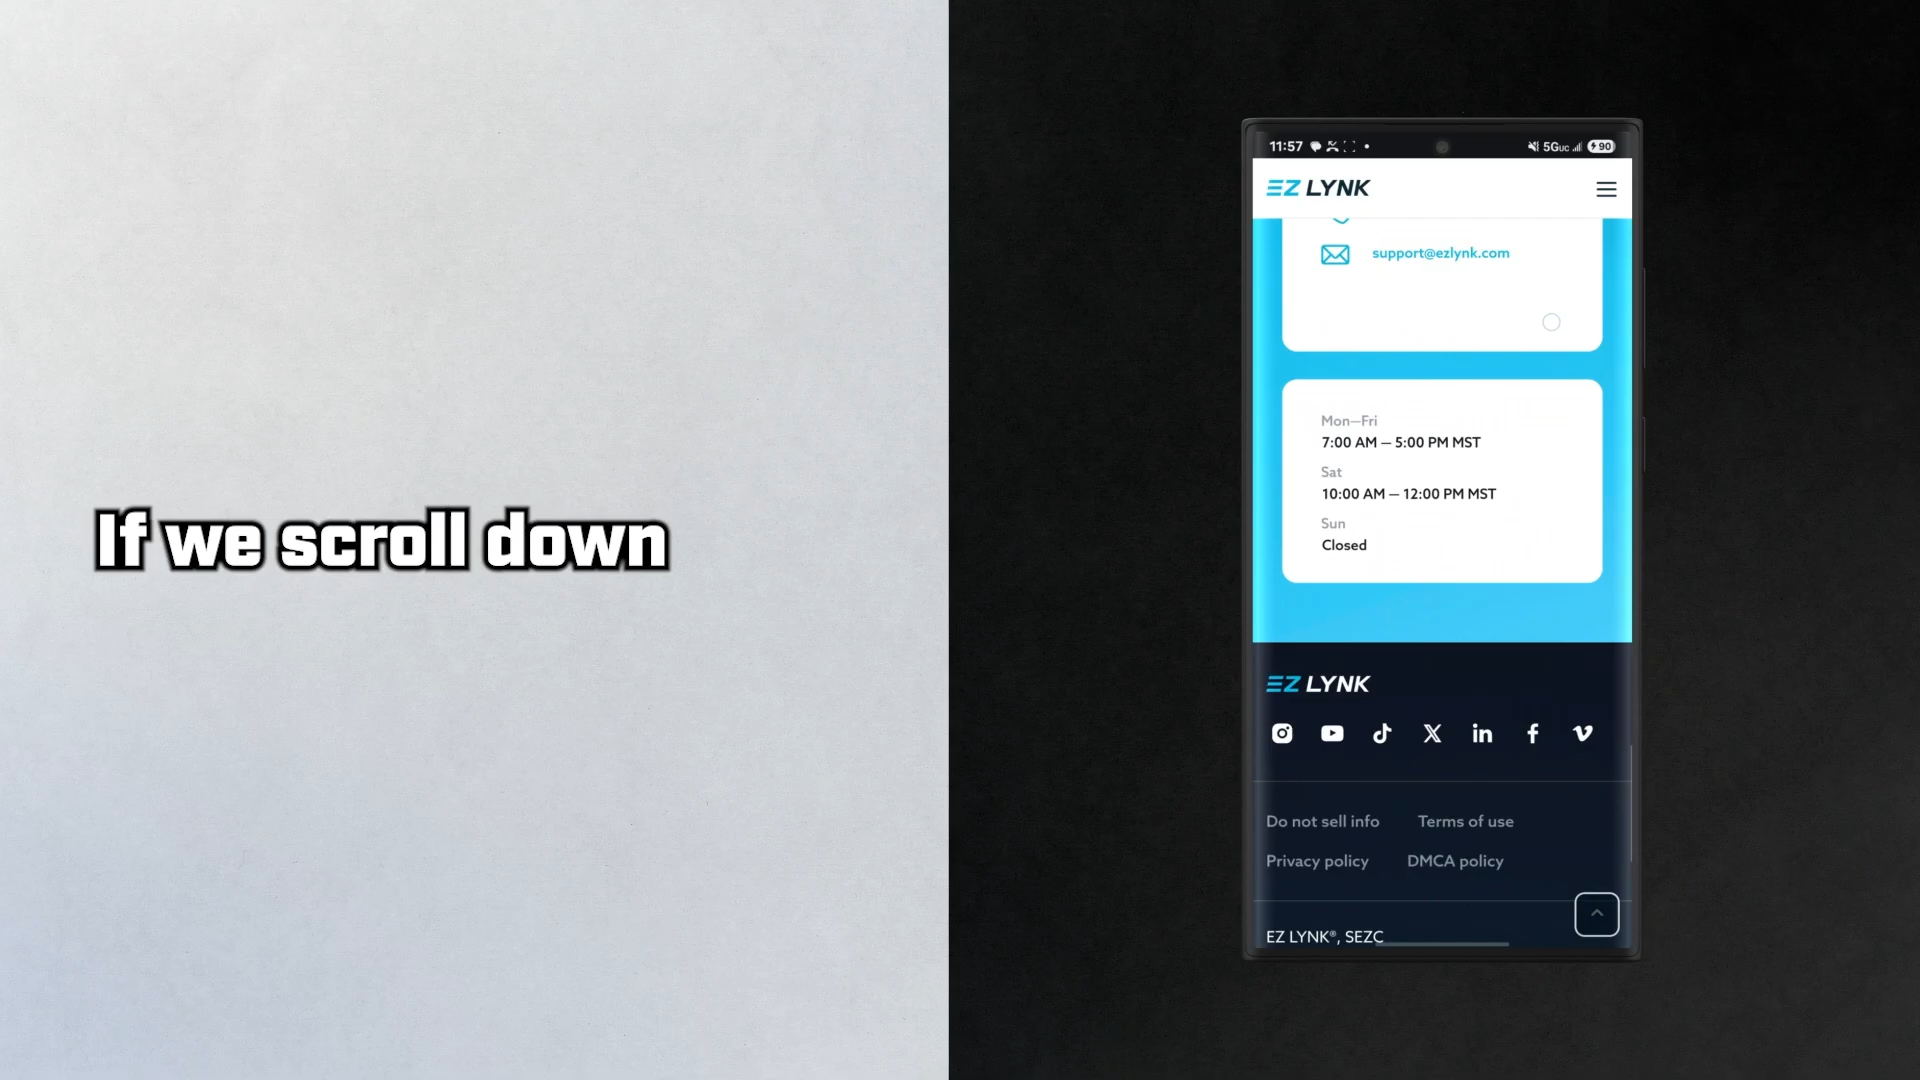 If we scroll down
11:57
5GUC
90
EZ LYNK
support@ezlynk.com
Mon—Fri
7:00 AM — 5:00 PM MST
Sat
10:00 AM — 12:00 PM MST
Sun
Closed
EZ LYNK
Do not sell info Terms of use
Privacy policy DMCA policy
EZ LYNK®, SEZC